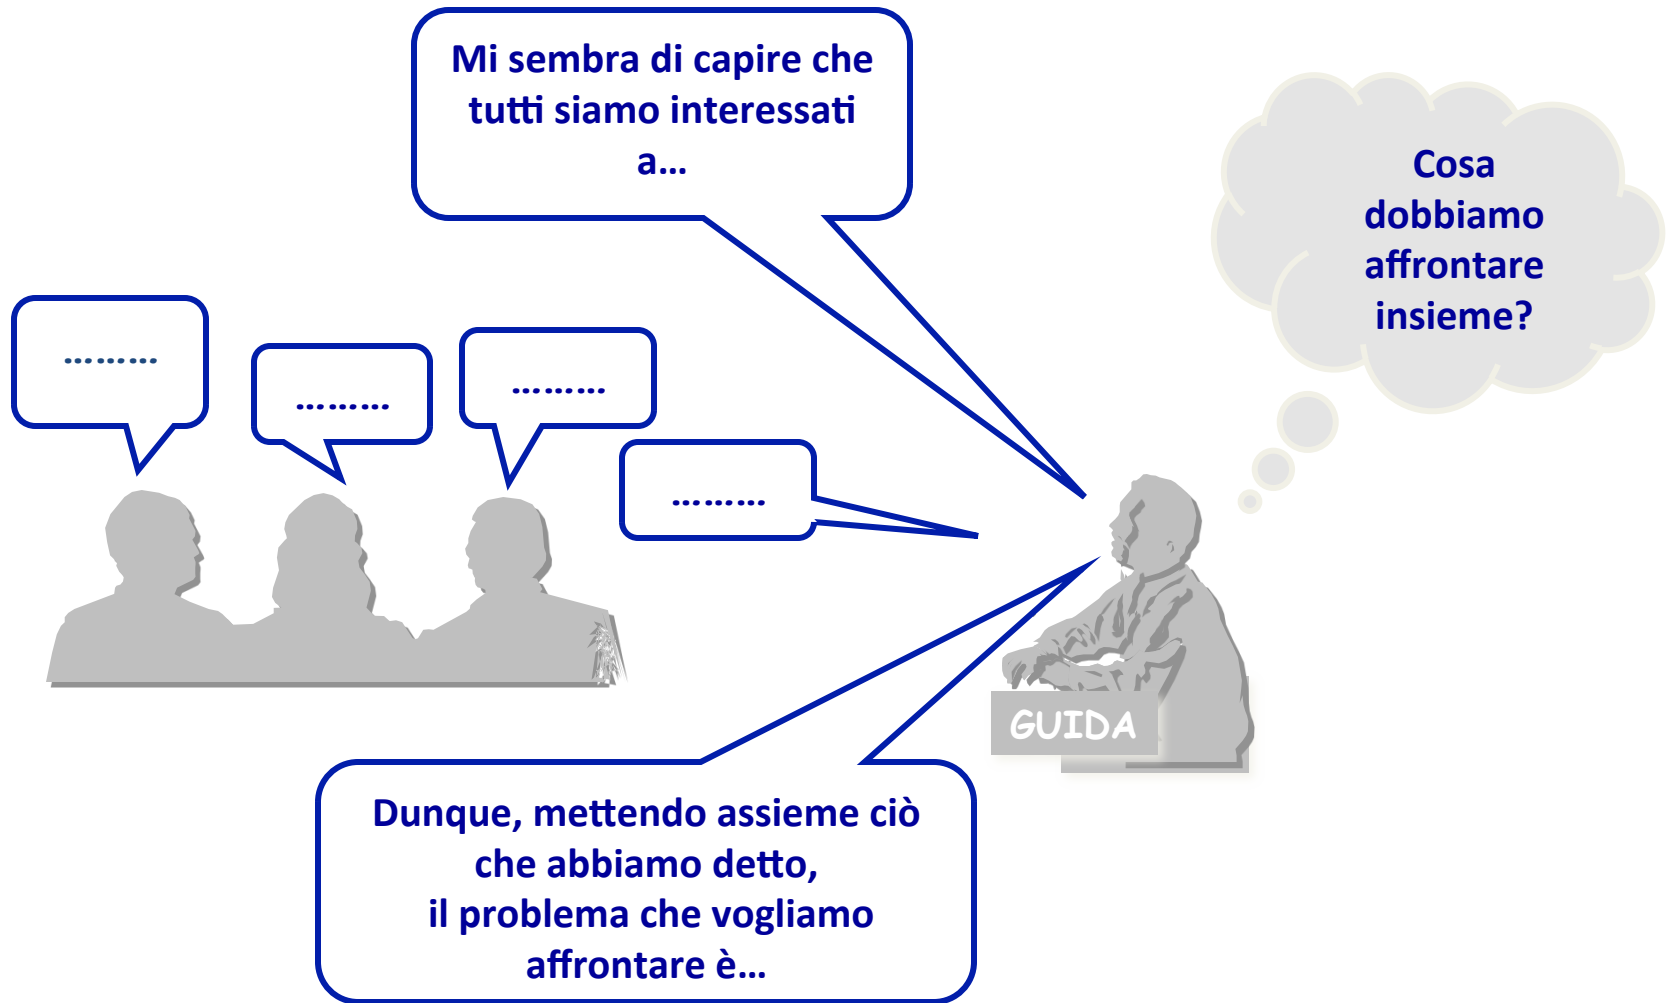 Mi sembra di capire che
tutti siamo interessati
a...
Cosa
dobbiamo
affrontare
insieme?
………
………
………
………
GUIDA
Dunque, mettendo assieme ciò
che abbiamo detto,
il problema che vogliamo
affrontare è...